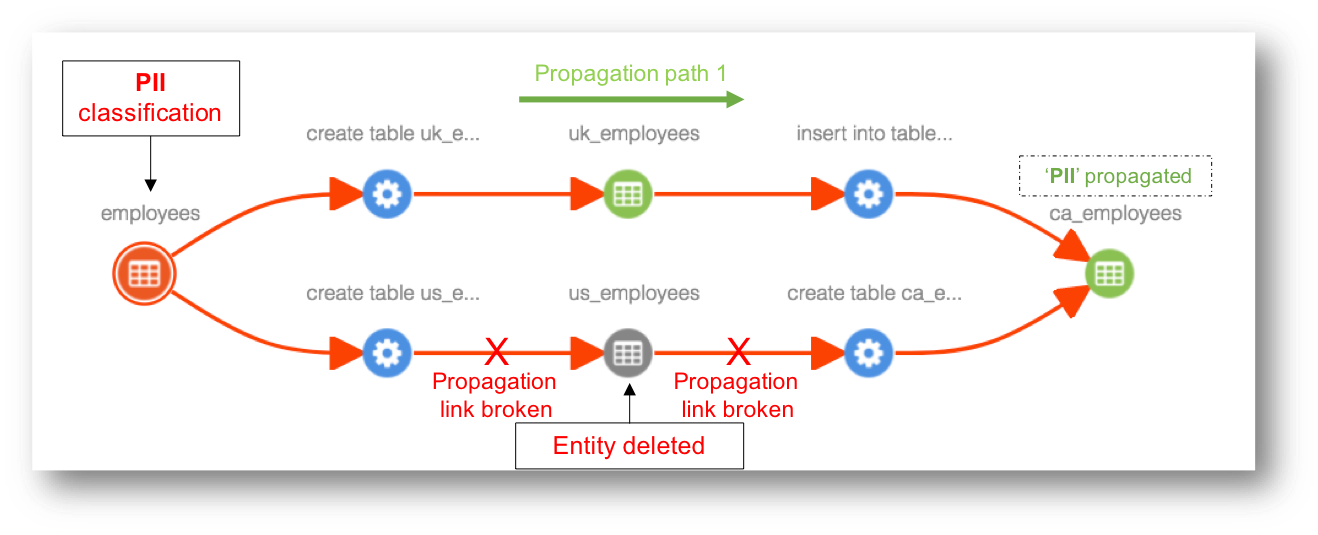 PII
classification
Propagation path 1
create table uk_e...
uk_employees
insert into table...
'PII' propagated
employees
ca_employees
create table us_e...
us_employees
create table ca_e...
X
X
Propagation
link broken
Propagation
link broken
Entity deleted